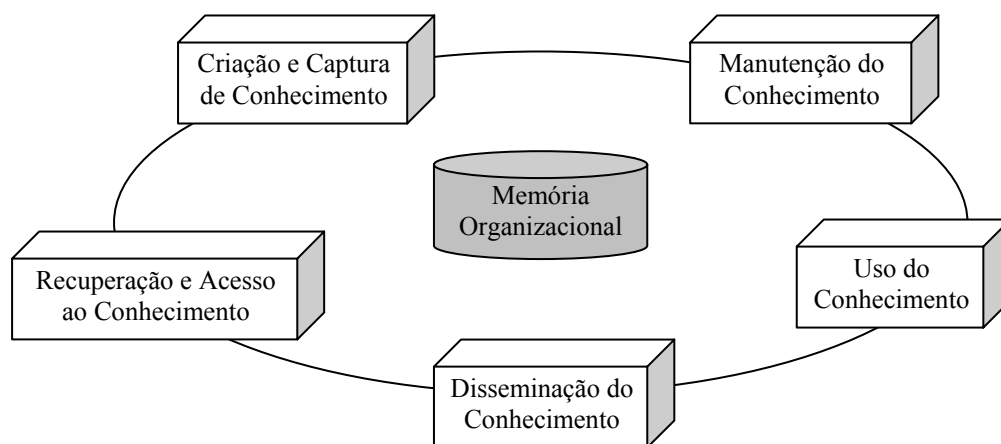 Criação e Captura
de Conhecimento
Manutenção do
Conhecimento
Memória
Organizacional
Recuperação e Acesso
ao Conhecimento
Uso do
Conhecimento
Disseminação do
Conhecimento